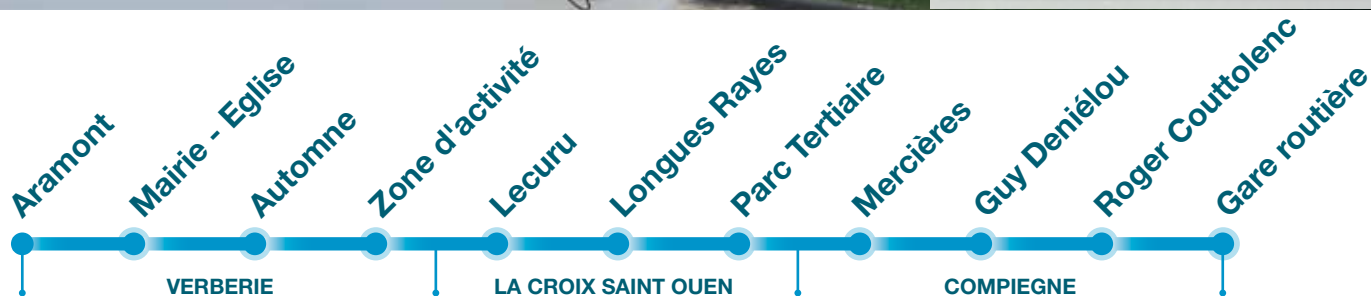 Aramont
Mairie - Eglise
Automne
Zone d'activité
Lecuru
Longues Rayes
Parc Tertiaire
Mercières
Guy Deniélou
Roger Couttolenc
Gare routière
VERBERIE
LA CROIX SAINT OUEN
COMPIEGNE